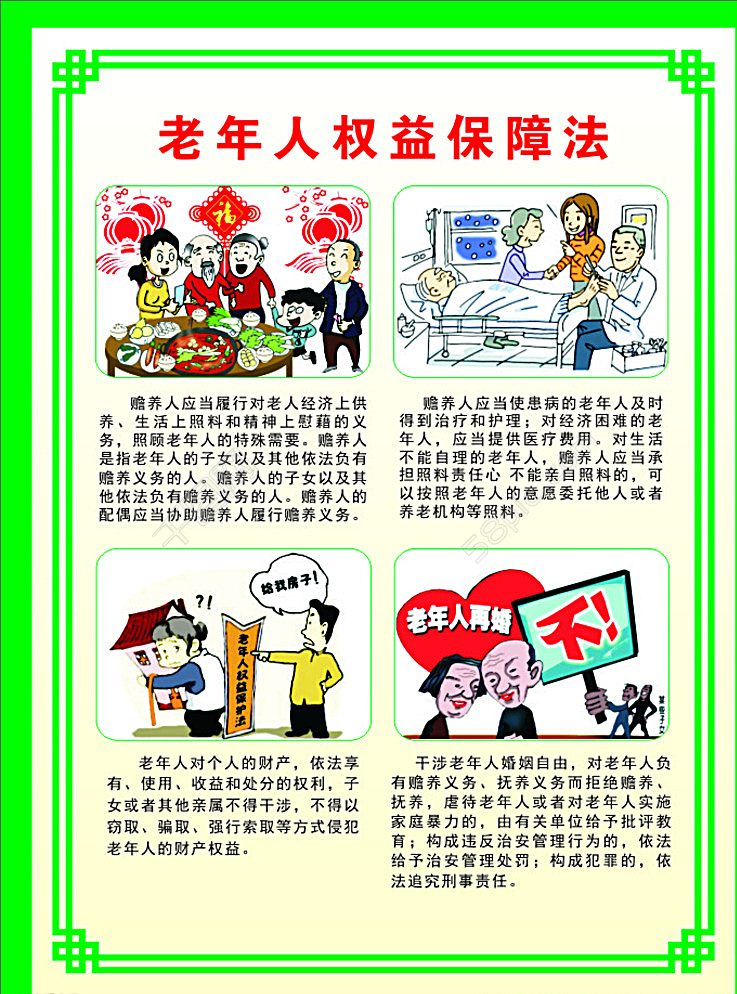 老年人权益保障法
福
赡养人应当履行对老人经济上供
养、生活上照料和精神上慰藉的义
务，照顾老年人的特殊需要。赡养人
是指老年人的子女以及其他依法负有
赡养义务的人。赡养人的子女以及其
他依法负有赡养义务的人。赡养人的
配偶应当协助赡养人履行赡养义务。
赡养人应当使患病的老年人及时
得到治疗和护理；对经济困难的老
年人，应当提供医疗费用。对生活
不能自理的老年人，赡养人应当承
担照料责任心 不能亲自照料的，可
以按照老年人的意愿委托他人或者
养老机构等照料。
?!
给我房子！
老年人权益保护法
老年人再婚
不！
某些子女
老年人对个人的财产，依法享
有、使用、收益和处分的权利，子
女或者其他亲属不得干涉，不得以
窃取、骗取、强行索取等方式侵犯
老年人的财产权益。
干涉老年人婚姻自由，对老年人负
有赡养义务、抚养义务而拒绝赡养、
抚养，虐待老年人或者对老年人实施
家庭暴力的，由有关单位给予批评教
育；构成违反治安管理行为的，依法
给予治安管理处罚；构成犯罪的，依
法追究刑事责任。